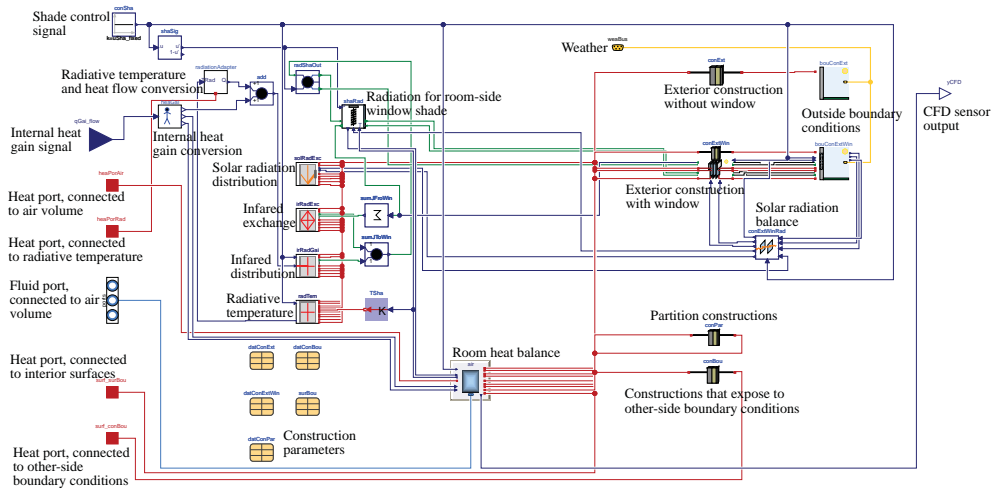 Shade control
signal
conSha
shaSig
u
u'
1-u'
Radiative temperature
and heat flow conversion
radiationAdapter
TRad
Q
add
radShaOut
shaRad
Radiation for room-side
window shade
Weather
weaBus
conExt
Exterior construction
without window
bouConExt
Outside boundary
conditions
yCFD
CFD sensor
output
qGai_flow
Internal heat
gain signal
Internal heat
gain conversion
solRadExc
Solar radiation
distribution
conExtWin
Exterior construction
with window
bouConExtWin
heaPorAir
Heat port, connected
to air volume
irRadExc
Infared
exchange
sumJFroWin
Σ
sumJToWin
Solar radiation
balance
conExtWinRad
heaPorRad
Heat port, connected
to radiative temperature
irRadGai
Infared
distribution
Fluid port,
connected to air
volume
ports
radTem
Radiative
temperature
TSha
K
Partition constructions
conPar
Room heat balance
air
datConExt
datConBou
Heat port, connected
to interior surfaces
surf_surBou
conBou
Constructions that expose to
other-side boundary conditions
datConExtWin
surBou
surf_conBou
Heat port, connected
to other-side
boundary conditions
datConPar
Construction
parameters